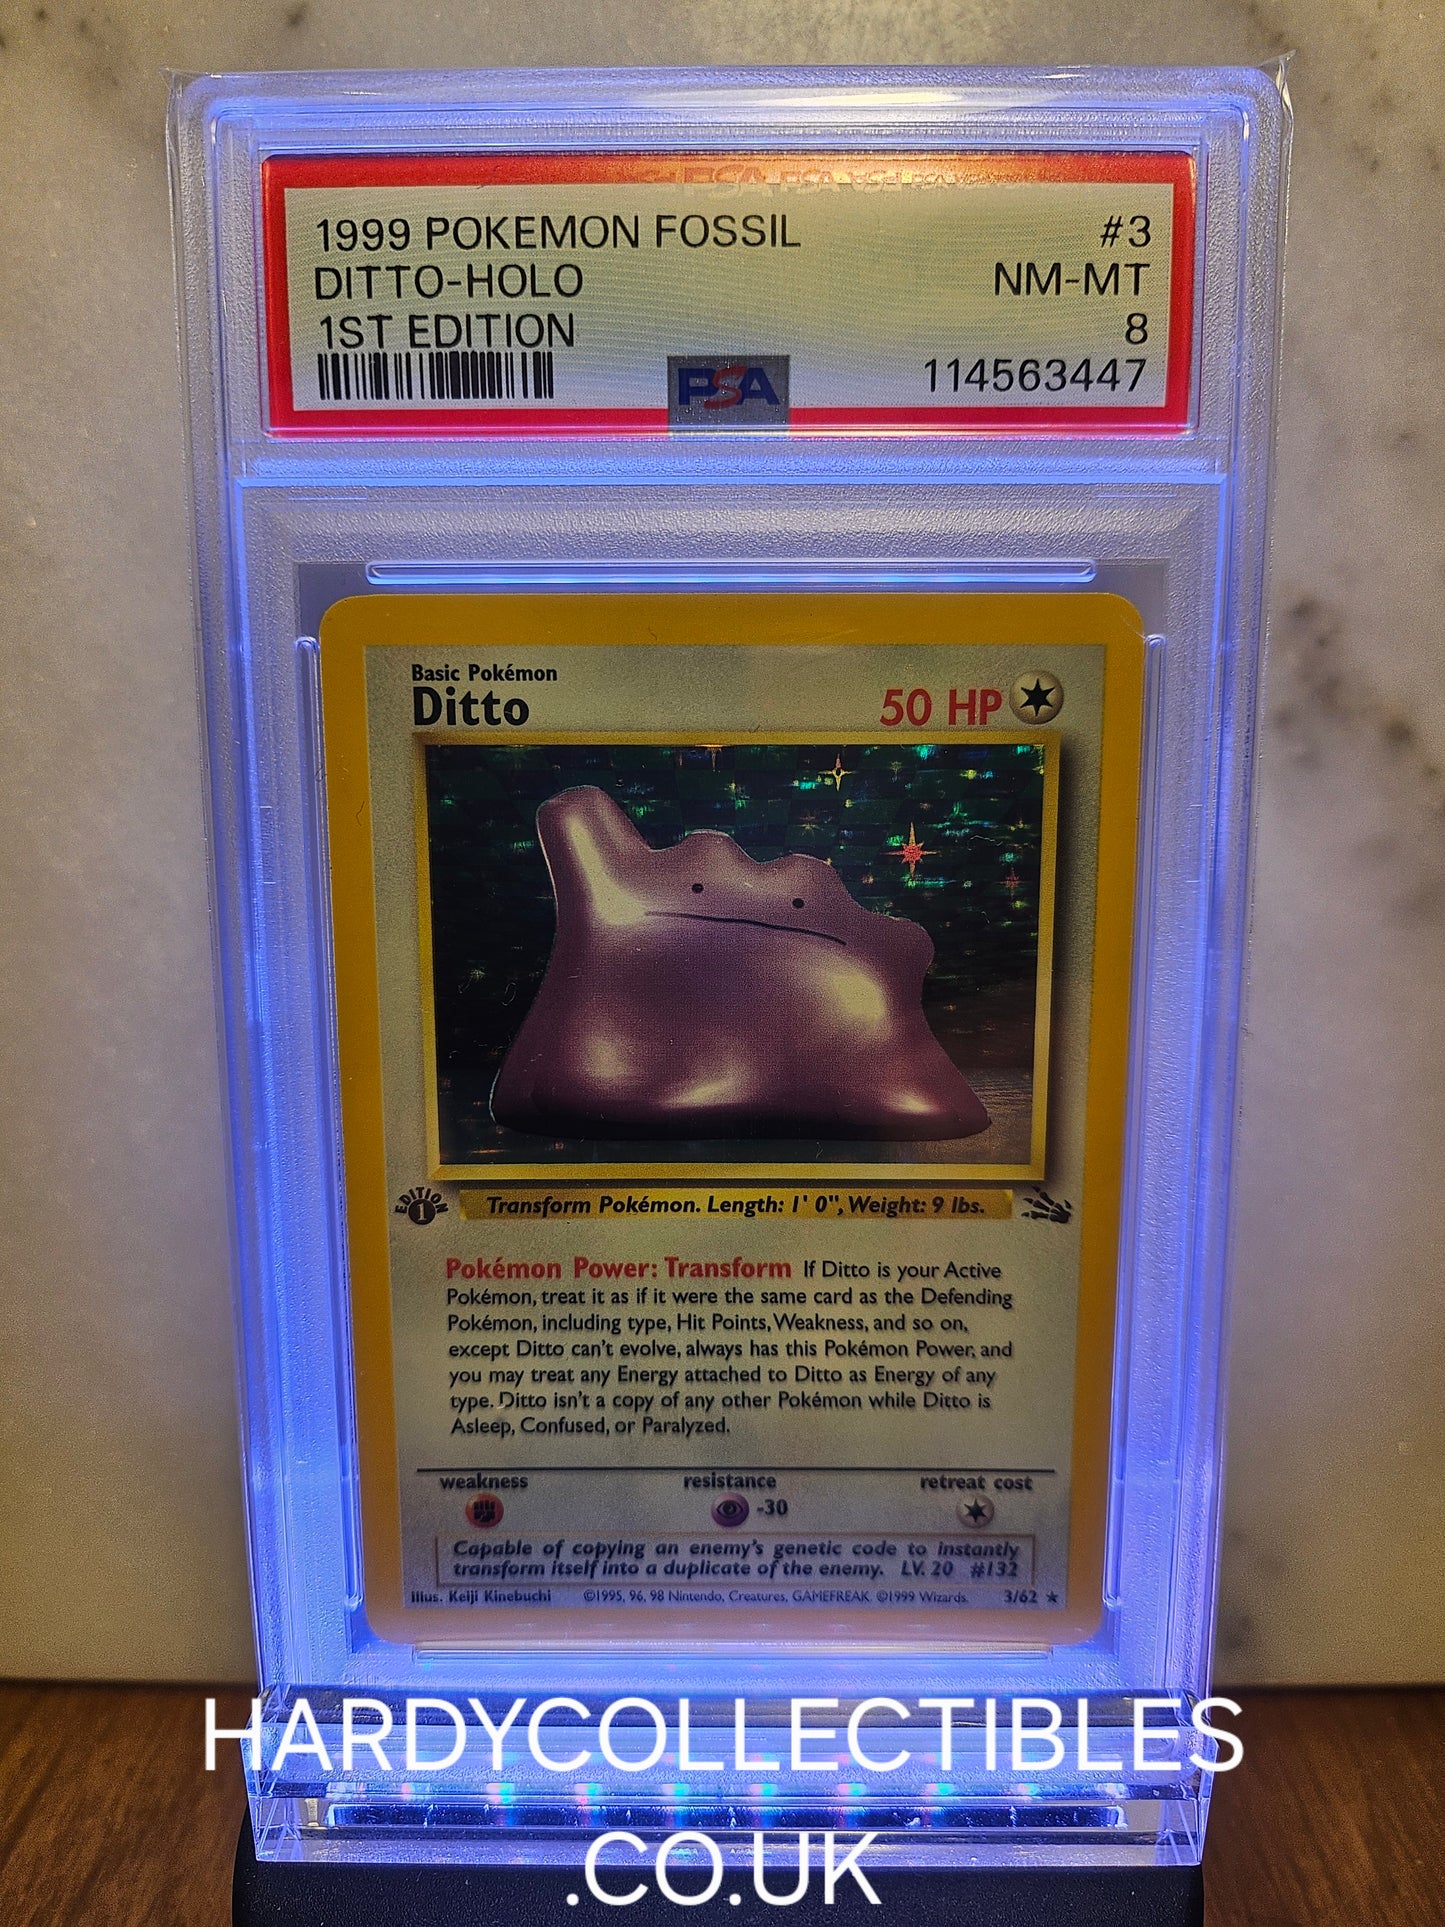 1999 POKEMON FOSSIL #3
DITTO-HOLO NM-MT
1ST EDITION 8
PSA 114563447
Basic Pokémon
Ditto 50 HP
EDITION 1
Transform Pokémon. Length: 1' 0", Weight: 9 lbs.
Pokémon Power: Transform If Ditto is your Active
Pokémon, treat it as if it were the same card as the Defending
Pokémon, including type, Hit Points, Weakness, and so on,
except Ditto can't evolve, always has this Pokémon Power, and
you may treat any Energy attached to Ditto as Energy of any
type. Ditto isn't a copy of any other Pokémon while Ditto is
Asleep, Confused, or Paralyzed.
weakness resistance retreat cost
-30
Capable of copying an enemy's genetic code to instantly
transform itself into a duplicate of the enemy. LV. 20 #132
Illus. Keiji Kinebuchi ©1995, 96, 98 Nintendo, Creatures, GAMEFREAK. ©1999 Wizards. 3/62 ★
HARDYCOLLECTIBLES
.CO.UK